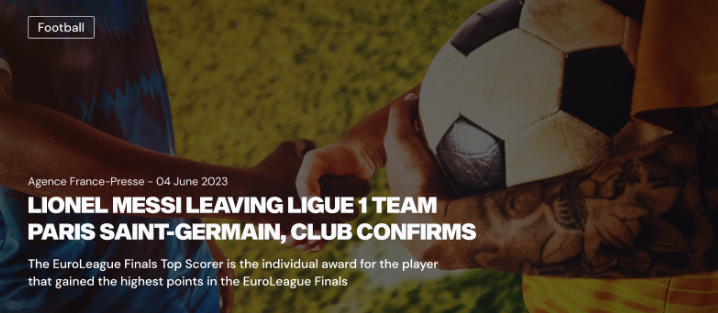 Football
Agence France-Presse - 04 June 2023
LIONEL MESSI LEAVING LIGUE 1 TEAM
PARIS SAINT-GERMAIN, CLUB CONFIRMS
The EuroLeague Finals Top Scorer is the individual award for the player
that gained the highest points in the EuroLeague Finals